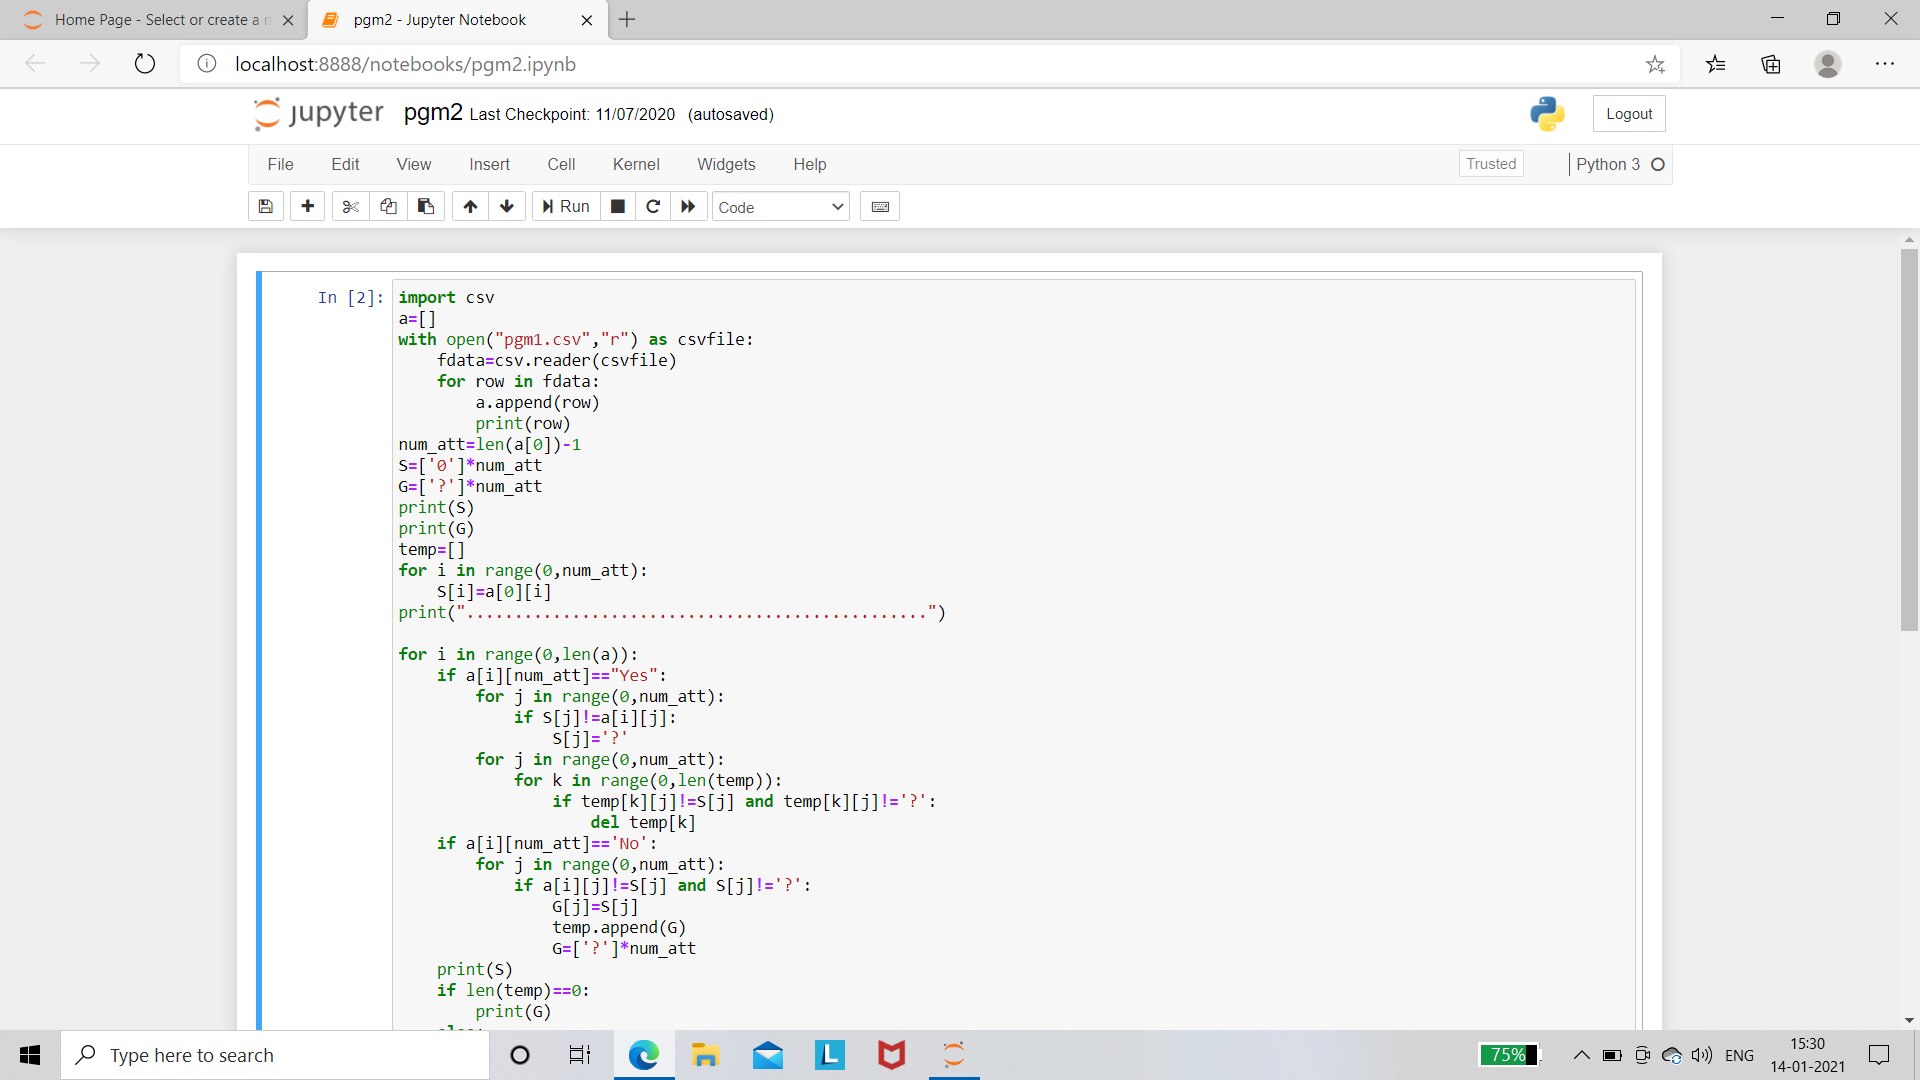 Home Page - Select or create a n
pgm2 - Jupyter Notebook
localhost:8888/notebooks/pgm2.ipynb
jupyter pgm2 Last Checkpoint: 11/07/2020 (autosaved)
Logout
File Edit View Insert Cell Kernel Widgets Help
Trusted
Python 3
Run
Code
In [2]: import csv
a=[]
with open("pgm1.csv","r") as csvfile:
    fdata=csv.reader(csvfile)
    for row in fdata:
        a.append(row)
        print(row)
num_att=len(a[0])-1
S=['0']*num_att
G=['?']*num_att
print(S)
print(G)
temp=[]
for i in range(0,num_att):
    S[i]=a[0][i]
print("................................................")
for i in range(0,len(a)):
    if a[i][num_att]=="Yes":
        for j in range(0,num_att):
            if S[j]!=a[i][j]:
                S[j]='?'
        for j in range(0,num_att):
            for k in range(0,len(temp)):
                if temp[k][j]!=S[j] and temp[k][j]!='?':
                    del temp[k]
    if a[i][num_att]=='No':
        for j in range(0,num_att):
            if a[i][j]!=S[j] and S[j]!='?':
                G[j]=S[j]
                temp.append(G)
                G=['?']*num_att
    print(S)
    if len(temp)==0:
        print(G)
    else:
Type here to search
L
75%
ENG
15:30
14-01-2021